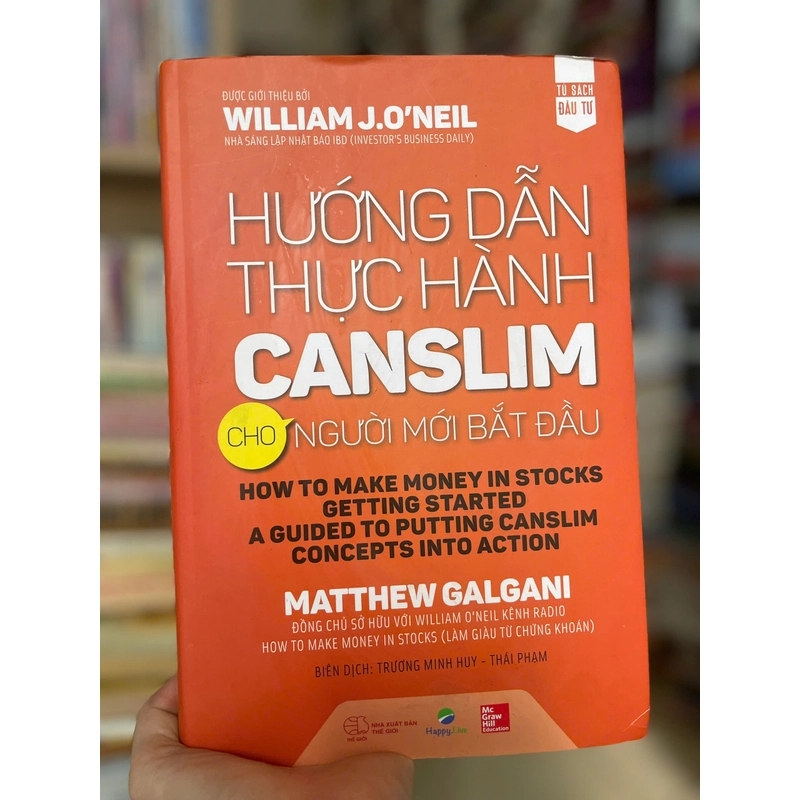 ĐƯỢC GIỚI THIỆU BỞI
WILLIAM J.O'NEIL
NHÀ SÁNG LẬP NHẬT BÁO IBD (INVESTOR'S BUSINESS DAILY)
TỦ SÁCH
ĐẦU TƯ
HƯỚNG DẪN
THỰC HÀNH
CANSLIM
CHO NGƯỜI MỚI BẮT ĐẦU
HOW TO MAKE MONEY IN STOCKS
GETTING STARTED
A GUIDED TO PUTTING CANSLIM
CONCEPTS INTO ACTION
MATTHEW GALGANI
ĐỒNG CHỦ SỞ HỮU VỚI WILLIAM O'NEIL KÊNH RADIO
HOW TO MAKE MONEY IN STOCKS (LÀM GIÀU TỪ CHỨNG KHOÁN)
BIÊN DỊCH: TRƯƠNG MINH HUY - THÁI PHẠM
THẾ GIỚI
NHÀ XUẤT BẢN
THẾ GIỚI
Happy.Live
Mc
Graw
Hill
Education